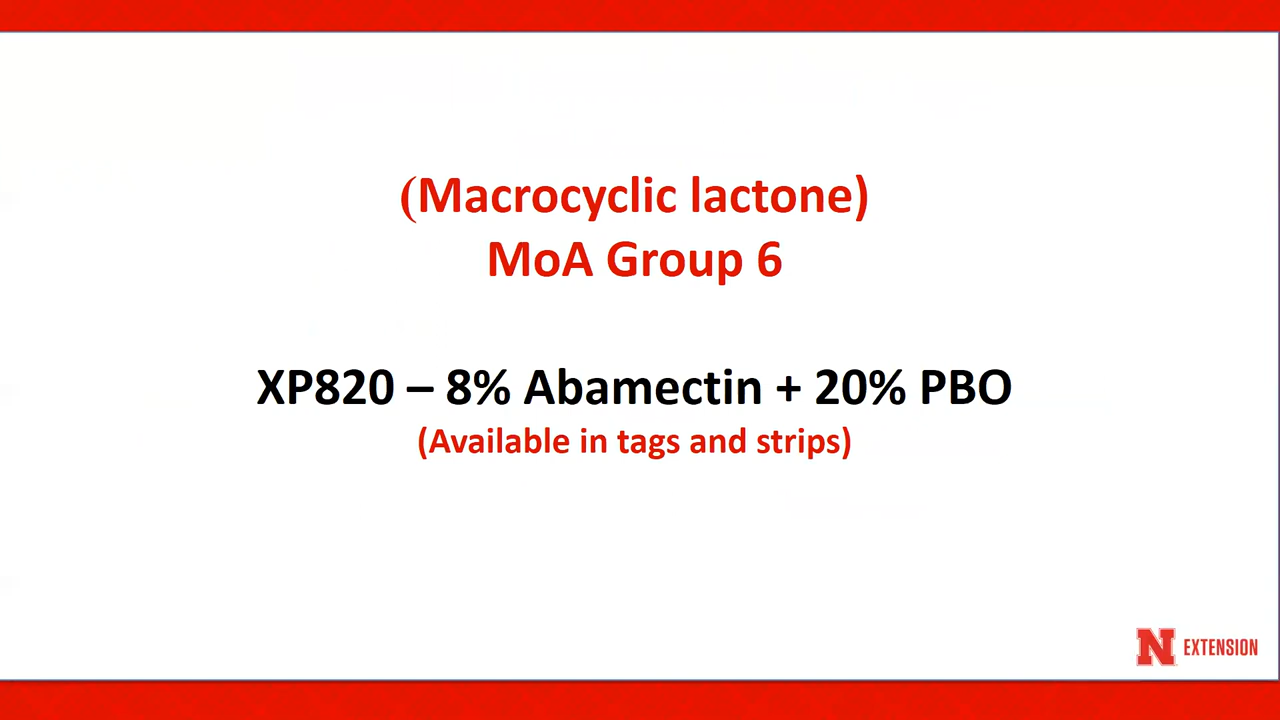 (Macrocyclic lactone)
MoA Group 6
XP820 – 8% Abamectin + 20% PBO
(Available in tags and strips)
N EXTENSION